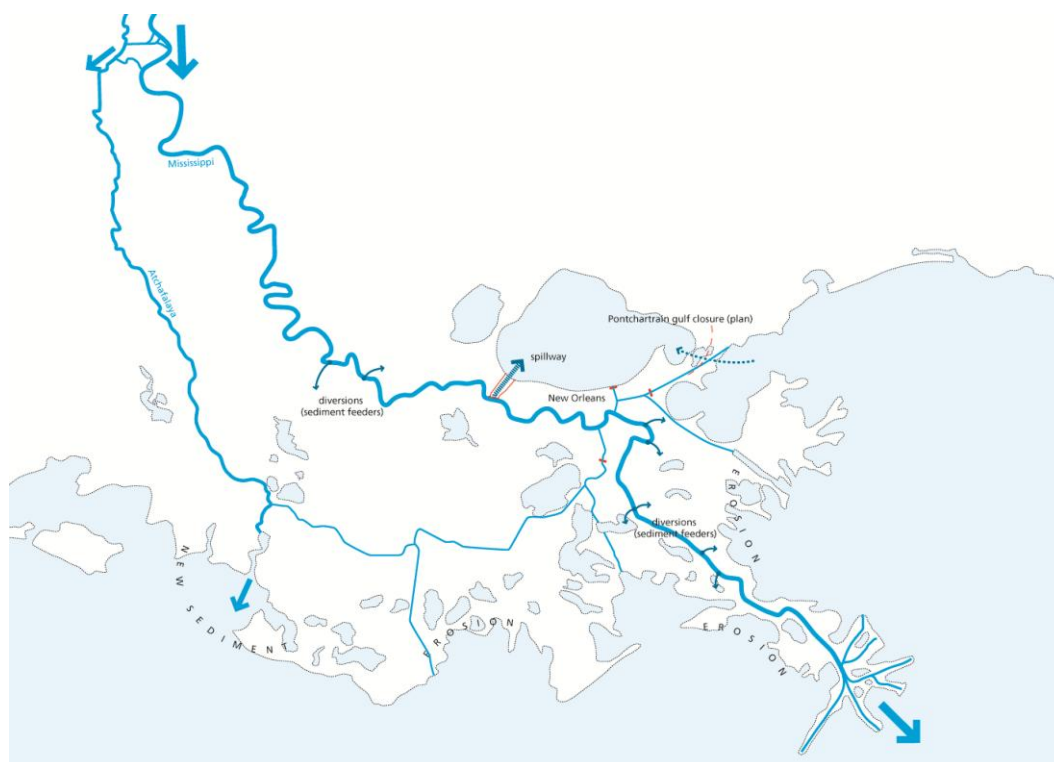 Mississippi
Atchafalaya
Pontchartrain gulf closure (plan)
spillway
diversions
(sediment feeders)
New Orleans
EROSION
diversions
(sediment feeders)
NEW SEDIMENT
EROSION
EROSION